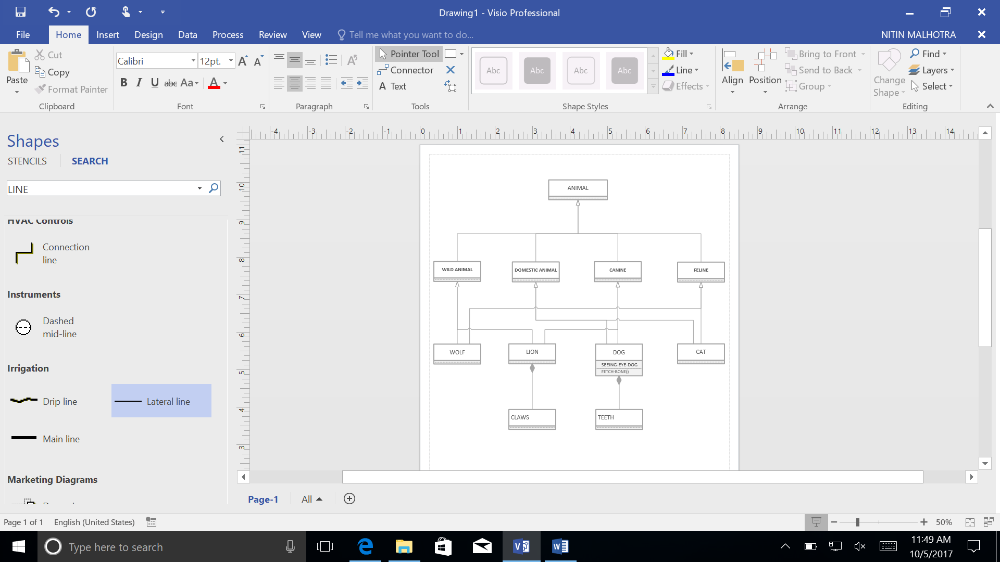 Drawing1 - Visio Professional
File Home Insert Design Data Process Review View Tell me what you want to do... NITIN MALHOTRA
Paste
Cut
Copy
Format Painter
Clipboard
Calibri 12pt.
B I U abc Aa A
Font
Paragraph
Pointer Tool
Connector
A Text
Tools
Abc Abc Abc Abc
Shape Styles
Fill
Line
Effects
Align
Position
Bring to Front
Send to Back
Group
Arrange
Change
Shape
Find
Layers
Select
Editing
Shapes
STENCILS SEARCH
LINE
HVAC Controls
Connection
line
Instruments
Dashed
mid-line
Irrigation
Drip line Lateral line
Main line
Marketing Diagrams
-4 -3 -2 -1 0 1 2 3 4 5 6 7 8 9 10 11 12 13 14
11
10
9
8
7
6
5
4
3
ANIMAL
WILD ANIMAL DOMESTIC ANIMAL CANINE FELINE
WOLF LION DOG CAT
SEEING-EYE-DOG
FETCH-BONE()
CLAWS TEETH
Page-1 All
Page 1 of 1 English (United States) 50%
Type here to search
11:49 AM
10/5/2017